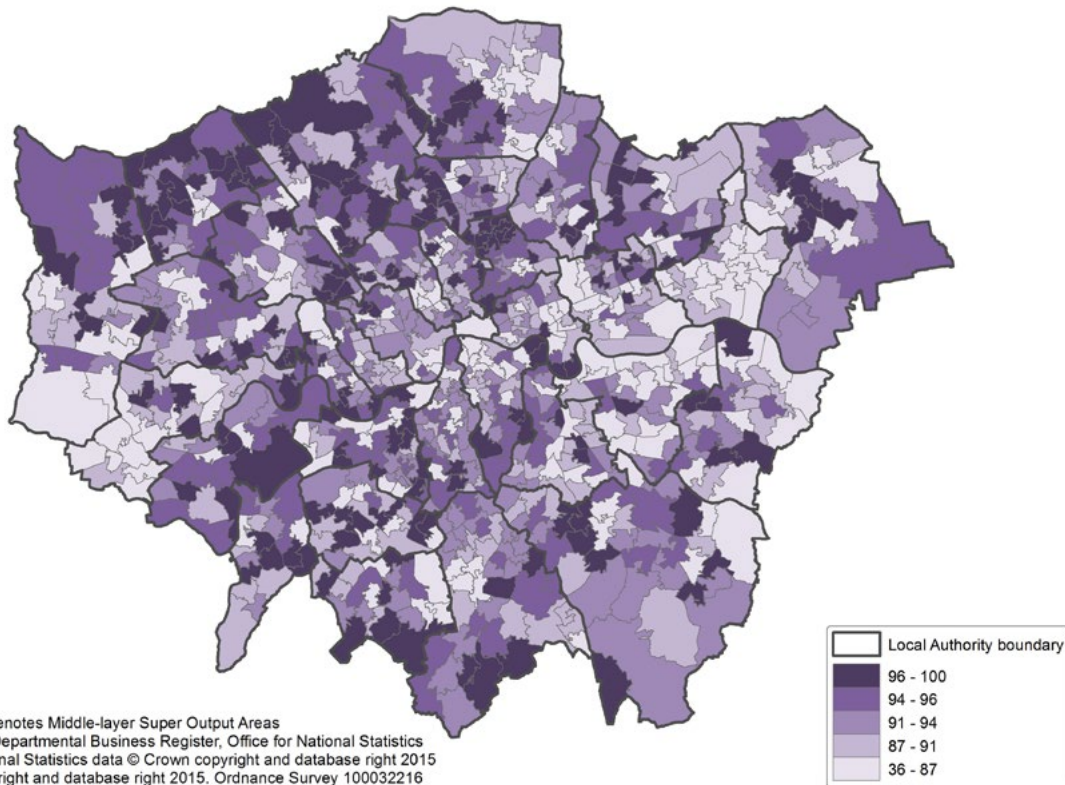 Local Authority boundary
96 - 100
94 - 96
91 - 94
87 - 91
36 - 87
enotes Middle-layer Super Output Areas
Departmental Business Register, Office for National Statistics
nal Statistics data © Crown copyright and database right 2015
right and database right 2015. Ordnance Survey 100032216